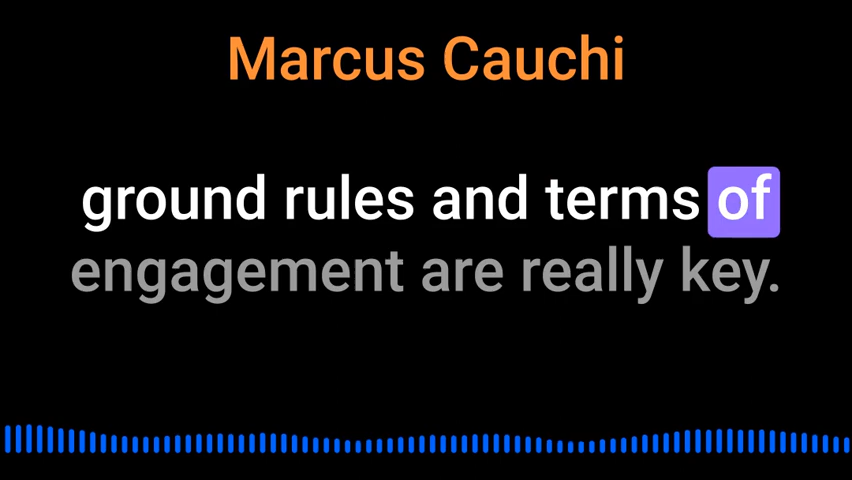 Marcus Cauchi
ground rules and terms of
engagement are really key.